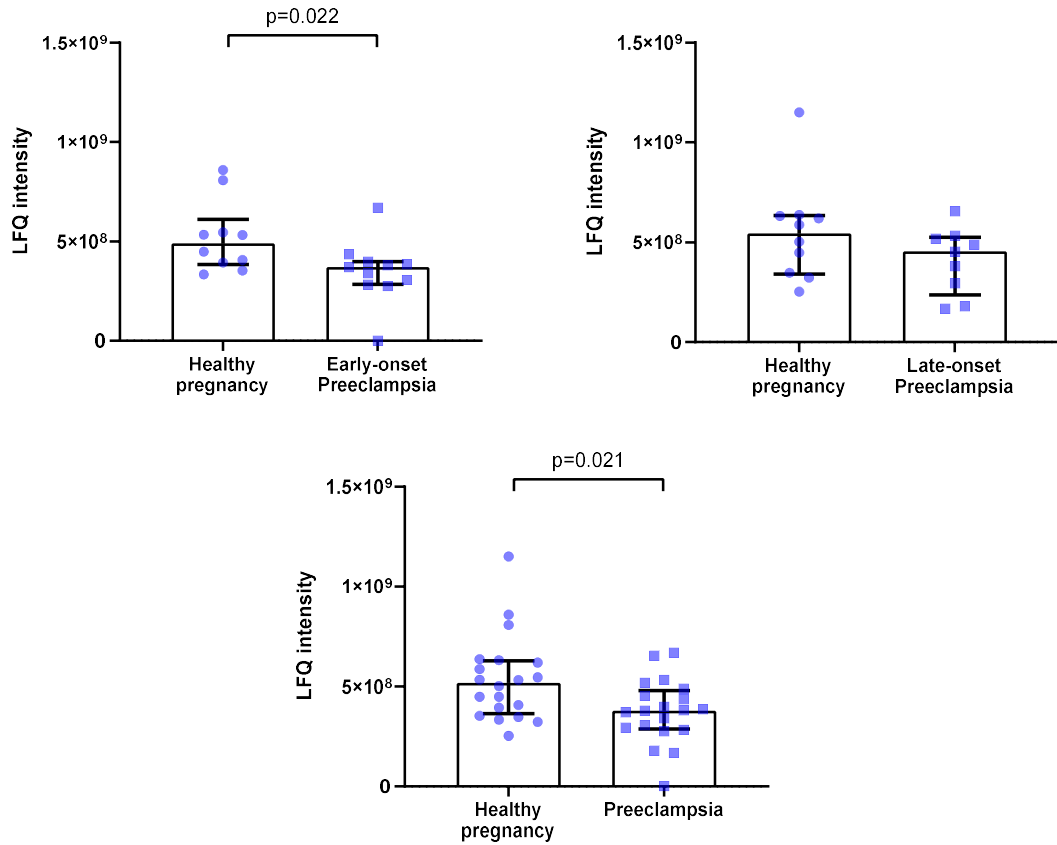 p=0.022
1.5×10⁹
1×10⁹
5×10⁸
0
LFQ intensity
Healthy
pregnancy
Early-onset
Preeclampsia
1.5×10⁹
1×10⁹
5×10⁸
0
LFQ intensity
Healthy
pregnancy
Late-onset
Preeclampsia
p=0.021
1.5×10⁹
1×10⁹
5×10⁸
0
LFQ intensity
Healthy
pregnancy
Preeclampsia